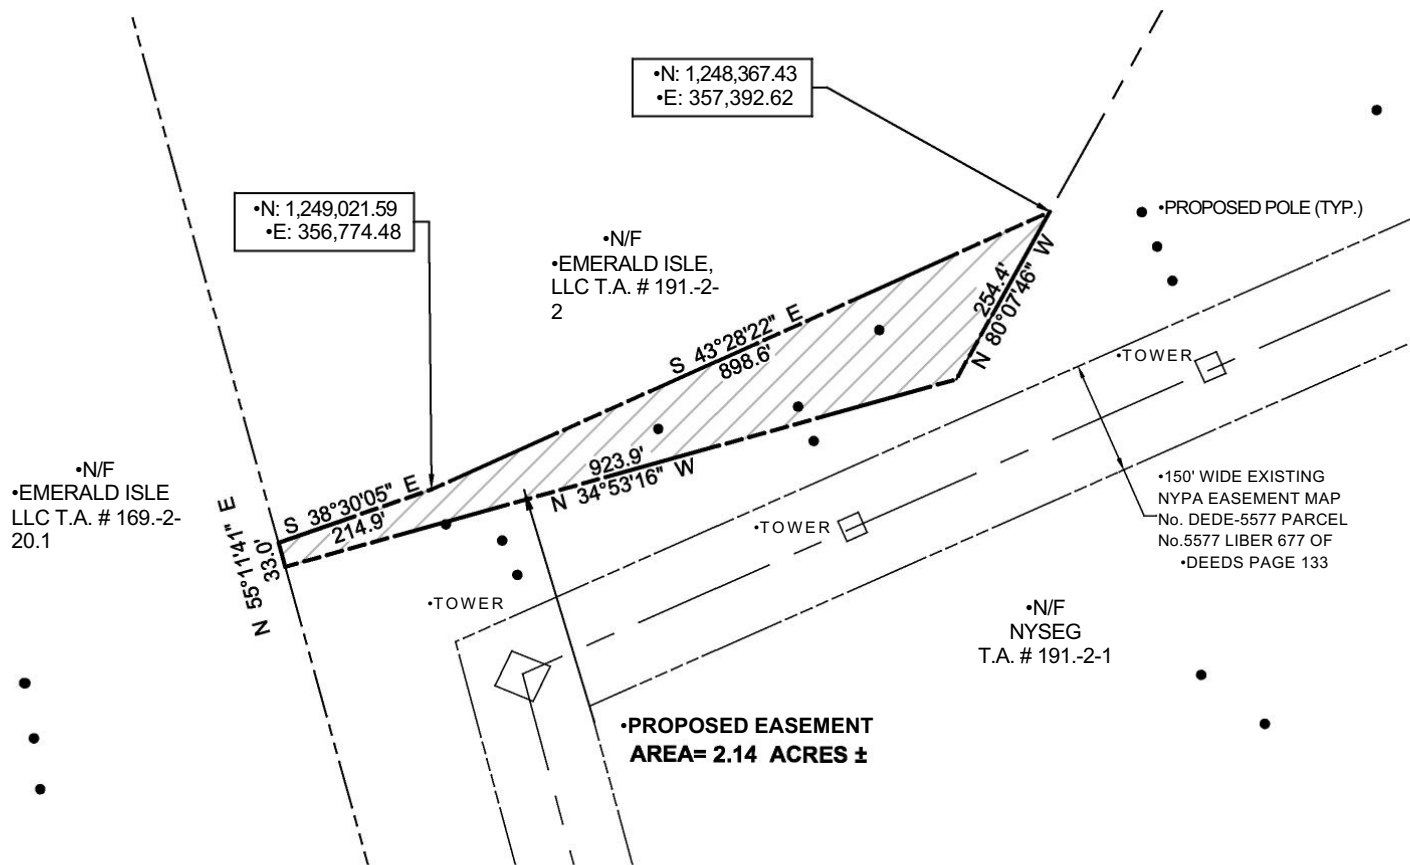 •N: 1,248,367.43
•E: 357,392.62
•N: 1,249,021.59
•E: 356,774.48
•PROPOSED POLE (TYP.)
•N/F
•EMERALD ISLE,
LLC T.A. # 191.-2-
2
254.4'
N 80°07'46" W
S 43°28'22" E
898.6'
•TOWER
923.9'
N 34°53'16" W
•N/F
•EMERALD ISLE
LLC T.A. # 169.-2-
20.1
S 38°30'05" E
214.9'
N 55°11'41" E
33.0'
•TOWER
•150' WIDE EXISTING
NYPA EASEMENT MAP
No. DEDE-5577 PARCEL
No.5577 LIBER 677 OF
•DEEDS PAGE 133
•TOWER
•N/F
NYSEG
T.A. # 191.-2-1
•PROPOSED EASEMENT
AREA= 2.14 ACRES ±